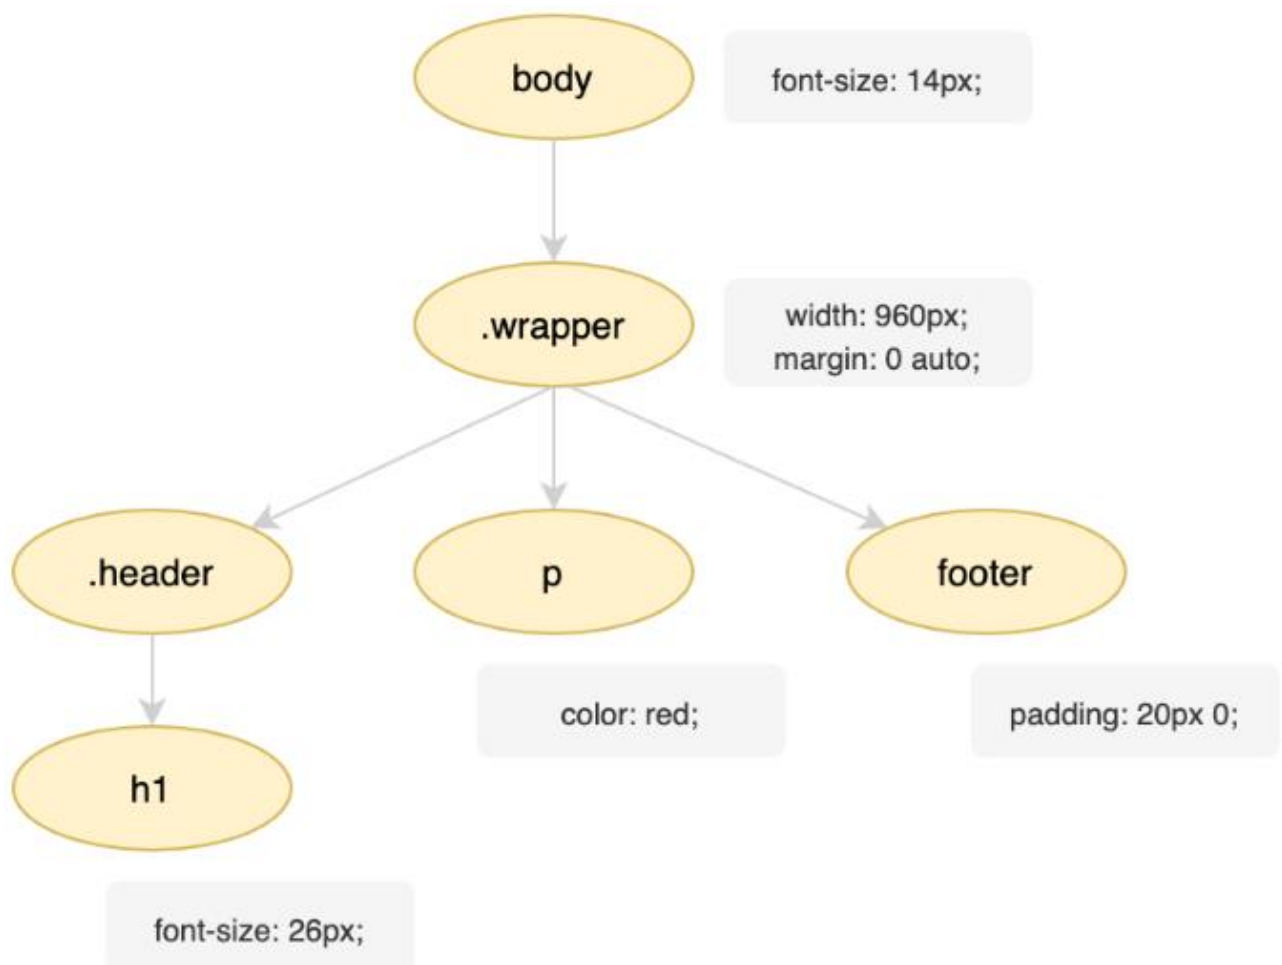 body
font-size: 14px;
.wrapper
width: 960px;
margin: 0 auto;
.header
p
footer
color: red;
padding: 20px 0;
h1
font-size: 26px;